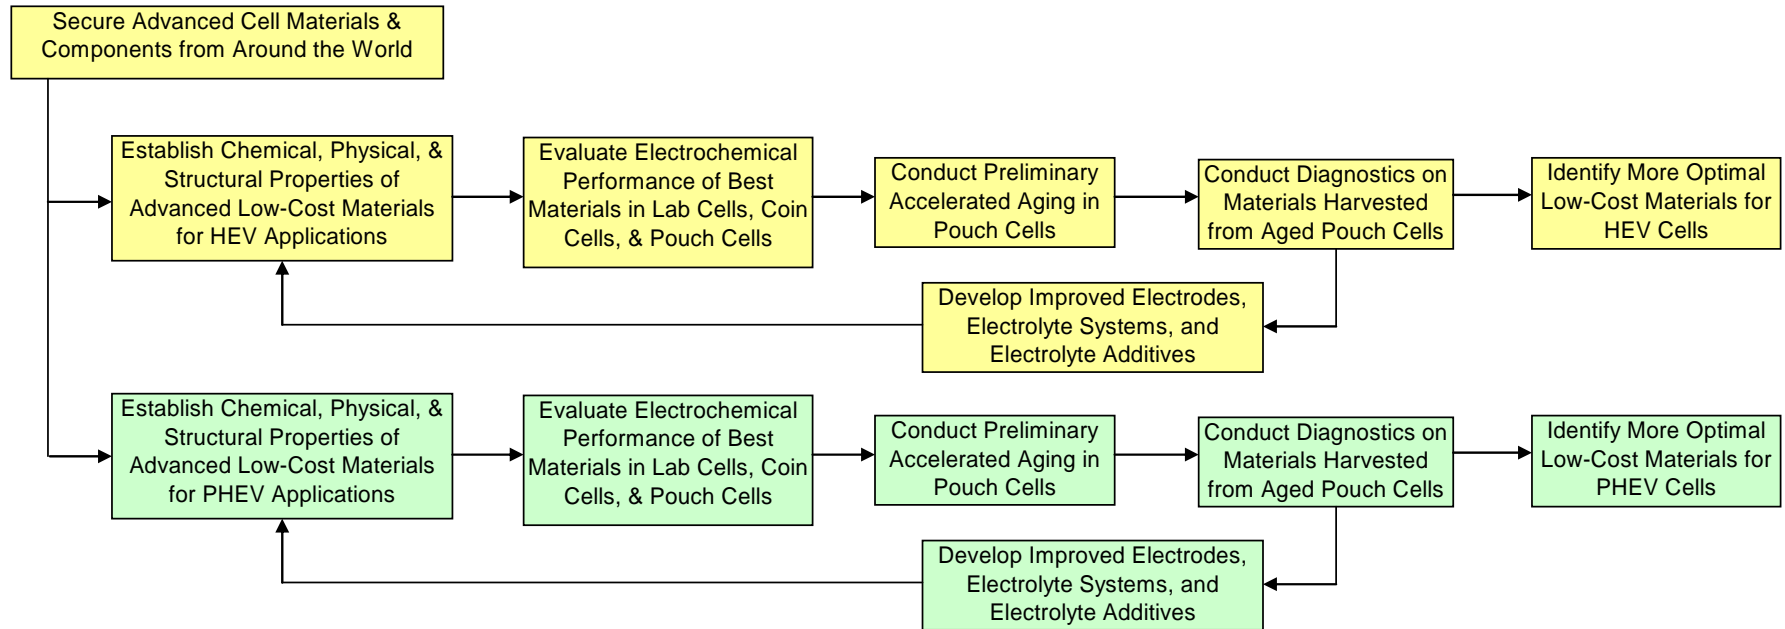 Secure Advanced Cell Materials &
Components from Around the World
Establish Chemical, Physical, &
Structural Properties of
Advanced Low-Cost Materials
for HEV Applications
Evaluate Electrochemical
Performance of Best
Materials in Lab Cells, Coin
Cells, & Pouch Cells
Conduct Preliminary
Accelerated Aging in
Pouch Cells
Conduct Diagnostics on
Materials Harvested
from Aged Pouch Cells
Identify More Optimal
Low-Cost Materials for
HEV Cells
Develop Improved Electrodes,
Electrolyte Systems, and
Electrolyte Additives
Establish Chemical, Physical, &
Structural Properties of
Advanced Low-Cost Materials
for PHEV Applications
Evaluate Electrochemical
Performance of Best
Materials in Lab Cells, Coin
Cells, & Pouch Cells
Conduct Preliminary
Accelerated Aging in
Pouch Cells
Conduct Diagnostics on
Materials Harvested
from Aged Pouch Cells
Identify More Optimal
Low-Cost Materials for
PHEV Cells
Develop Improved Electrodes,
Electrolyte Systems, and
Electrolyte Additives